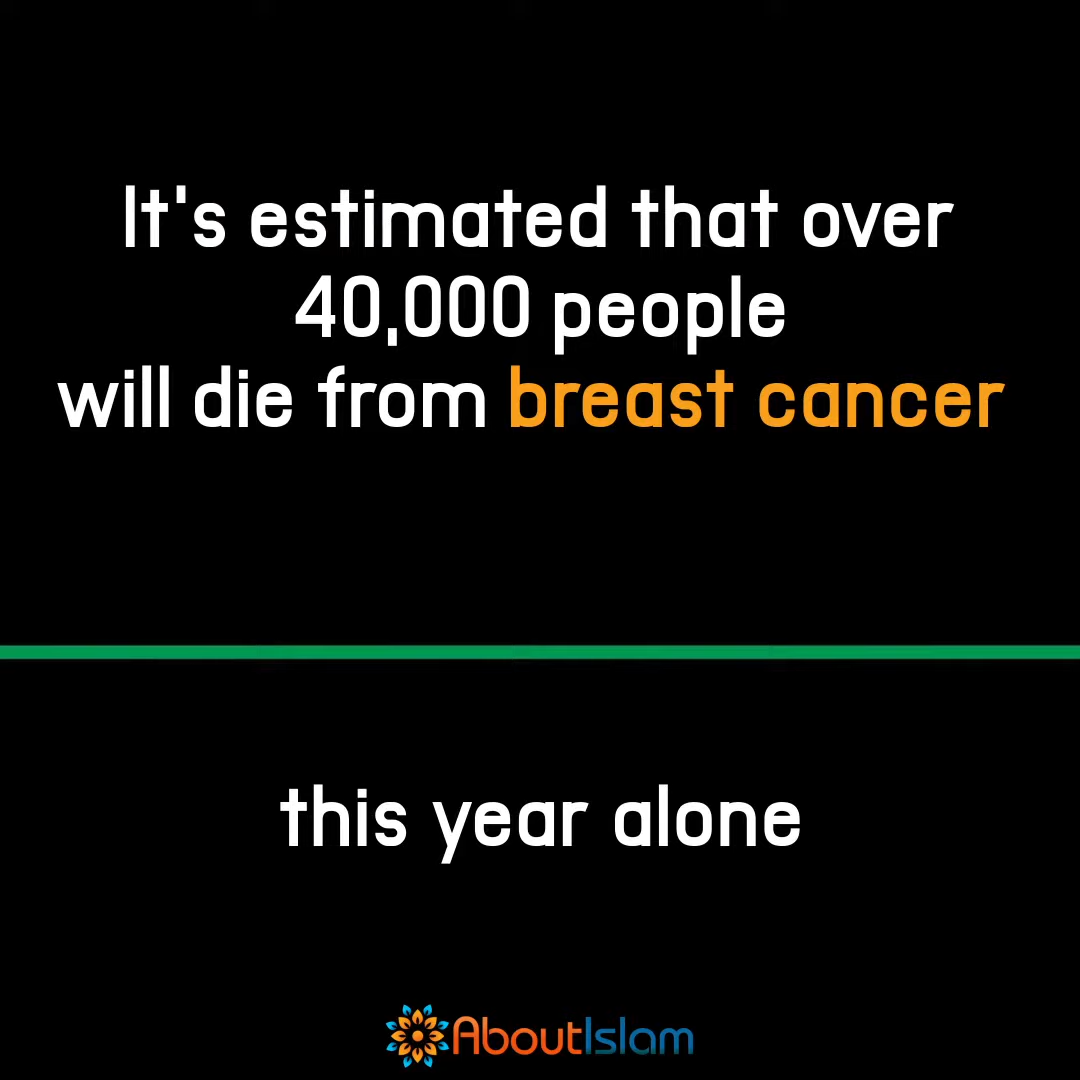 It's estimated that over
40,000 people
will die from breast cancer
this year alone
AboutIslam